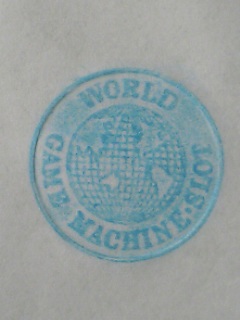 WORLD
GAME · MACHINE · SLOT